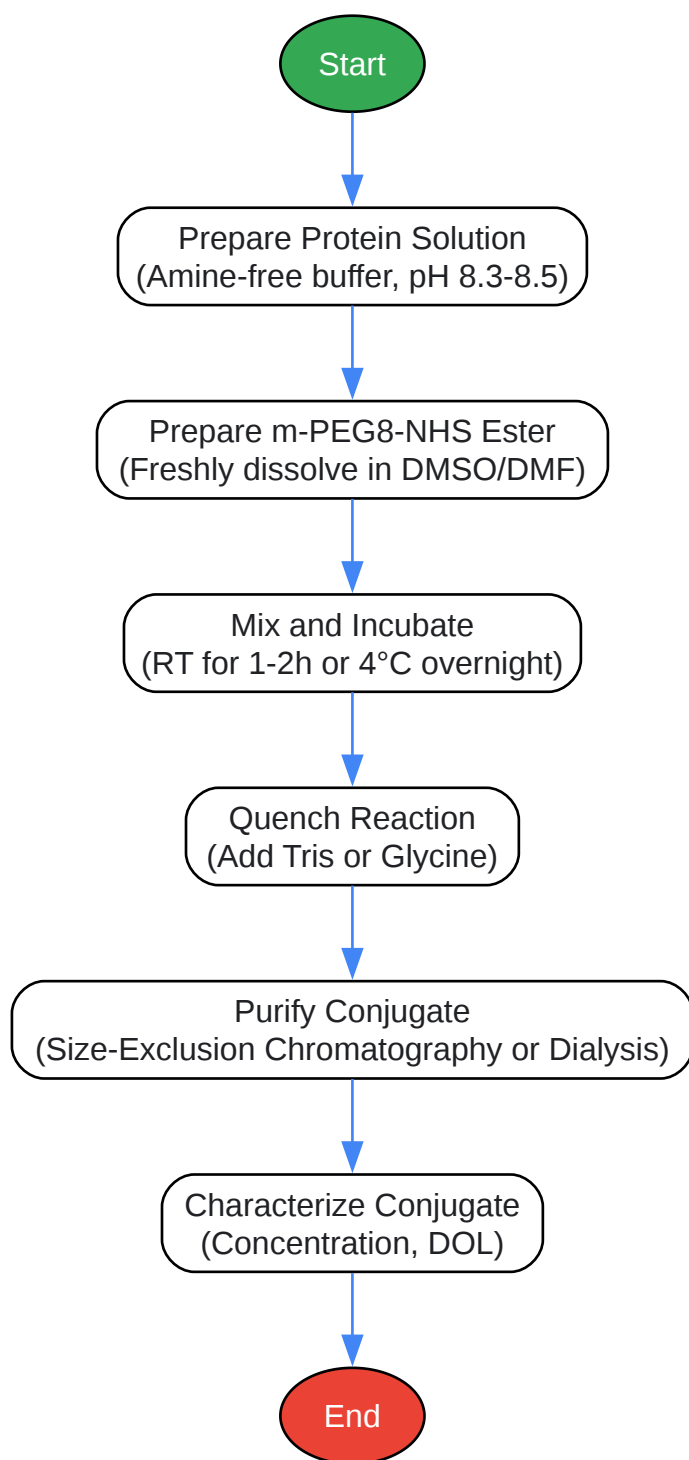 Start
Prepare Protein Solution
(Amine-free buffer, pH 8.3-8.5)
Prepare m-PEG8-NHS Ester
(Freshly dissolve in DMSO/DMF)
Mix and Incubate
(RT for 1-2h or 4°C overnight)
Quench Reaction
(Add Tris or Glycine)
Purify Conjugate
(Size-Exclusion Chromatography or Dialysis)
Characterize Conjugate
(Concentration, DOL)
End